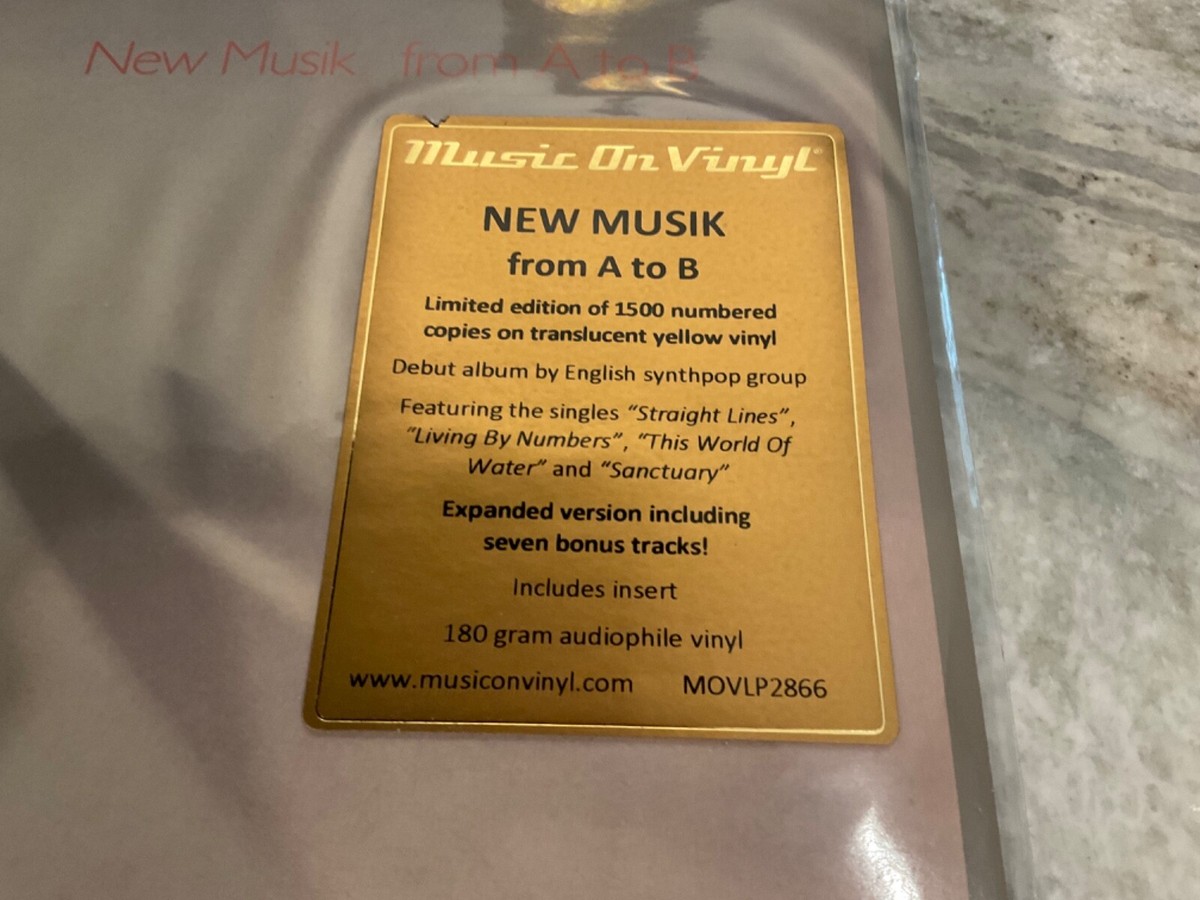 New Musik from A to B
Music On Vinyl®
NEW MUSIK
from A to B
Limited edition of 1500 numbered
copies on translucent yellow vinyl
Debut album by English synthpop group
Featuring the singles “Straight Lines”,
“Living By Numbers”, “This World Of
Water” and “Sanctuary”
Expanded version including
seven bonus tracks!
Includes insert
180 gram audiophile vinyl
www.musiconvinyl.com MOVLP2866